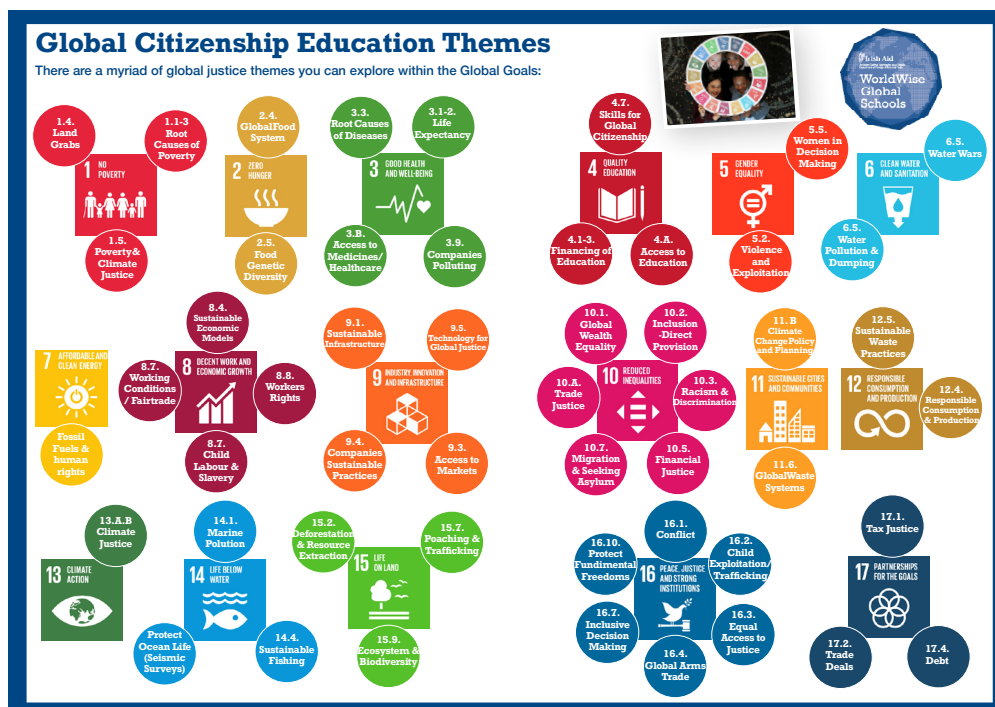 Global Citizenship Education Themes
There are a myriad of global justice themes you can explore within the Global Goals:
Irish Aid
WorldWise
Global
Schools
1.4.
Land
Grabs
1.1-3
Root
Causes of
Poverty
1 NO
POVERTY
1.5.
Poverty &
Climate
Justice
2.4.
Global Food
System
2 ZERO
HUNGER
2.5.
Food
Genetic
Diversity
3.3.
Root Causes
of Diseases
3.1-2.
Life
Expectancy
3 GOOD HEALTH
AND WELL-BEING
3.B.
Access to
Medicines/
Healthcare
3.9.
Companies
Polluting
4.7.
Skills for
Global
Citizenship
4 QUALITY
EDUCATION
4.1-3.
Financing of
Education
4.A.
Access to
Education
5.5.
Women in
Decision
Making
5 GENDER
EQUALITY
5.2.
Violence
and
Exploitation
6.5.
Water Wars
6 CLEAN WATER
AND SANITATION
6.5.
Water
Pollution &
Dumping
7 AFFORDABLE AND
CLEAN ENERGY
Fossil
Fuels &
human
rights
8.4.
Sustainable
Economic
Models
8.7.
Working
Conditions
/ Fairtrade
8 DECENT WORK AND
ECONOMIC GROWTH
8.8.
Workers
Rights
8.7.
Child
Labour &
Slavery
9.1.
Sustainable
Infrastructure
9.5.
Technology for
Global Justice
9 INDUSTRY, INNOVATION
AND INFRASTRUCTURE
9.4.
Companies
Sustainable
Practices
9.3.
Access to
Markets
10.1.
Global
Wealth
Equality
10.2.
Inclusion
-Direct
Provision
10.A.
Trade
Justice
10 REDUCED
INEQUALITIES
10.3.
Racism &
Discrimination
10.7.
Migration
& Seeking
Asylum
10.5.
Financial
Justice
11.B
Climate
Change Policy
and Planning
11 SUSTAINABLE CITIES
AND COMMUNITIES
11.6.
Global Waste
Systems
12.5.
Sustainable
Waste
Practices
12 RESPONSIBLE
CONSUMPTION
AND PRODUCTION
12.4.
Responsible
Consumption
& Production
13.A.B
Climate
Justice
13 CLIMATE
ACTION
14.1.
Marine
Polution
14 LIFE BELOW
WATER
Protect
Ocean Life
(Seismic
Surveys)
14.4.
Sustainable
Fishing
15.2.
Deforestation
& Resource
Extraction
15.7.
Poaching &
Trafficking
15 LIFE
ON LAND
15.9.
Ecosystem &
Biodiversity
16.1.
Conflict
16.10.
Protect
Fundimental
Freedoms
16.2.
Child
Exploitation/
Trafficking
16 PEACE, JUSTICE
AND STRONG
INSTITUTIONS
16.7.
Inclusive
Decision
Making
16.3.
Equal
Access to
Justice
16.4.
Global Arms
Trade
17.1.
Tax Justice
17 PARTNERSHIPS
FOR THE GOALS
17.2.
Trade
Deals
17.4.
Debt